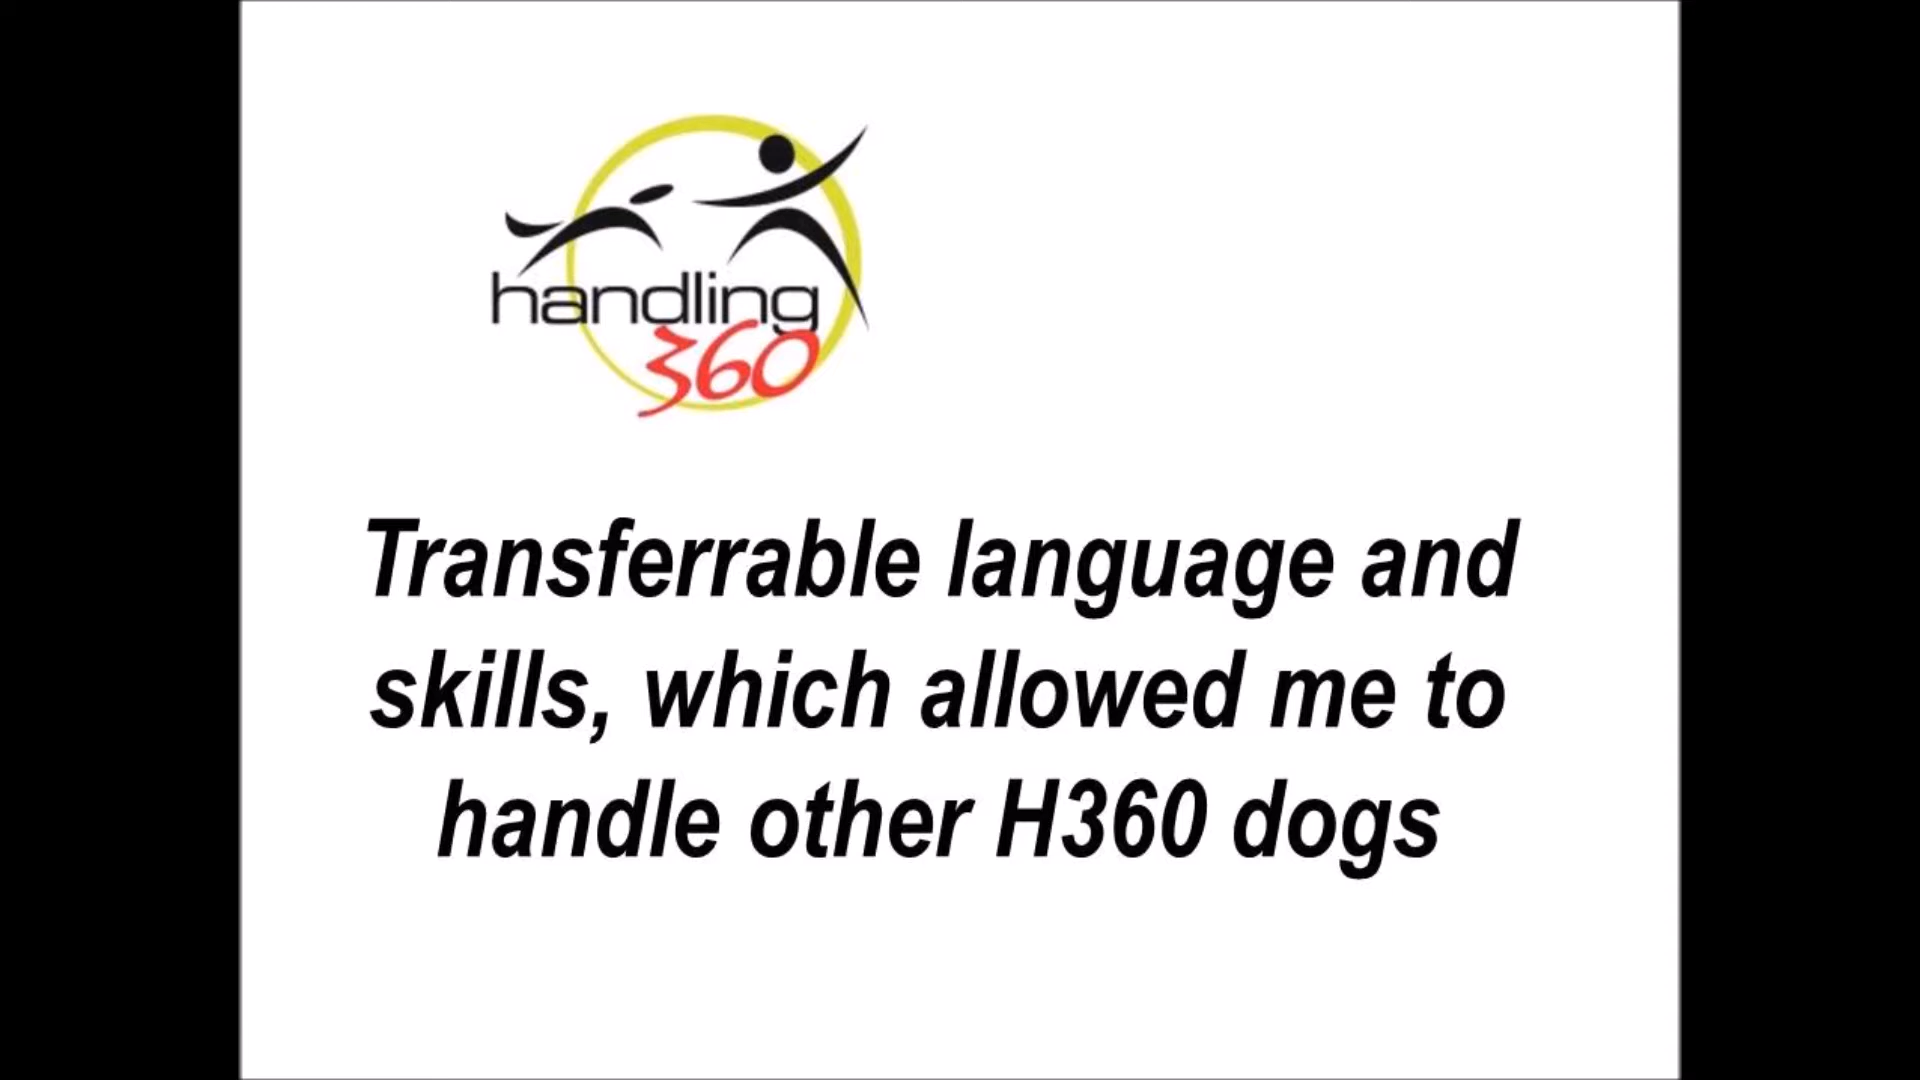 handling
360
Transferrable language and
skills, which allowed me to
handle other H360 dogs